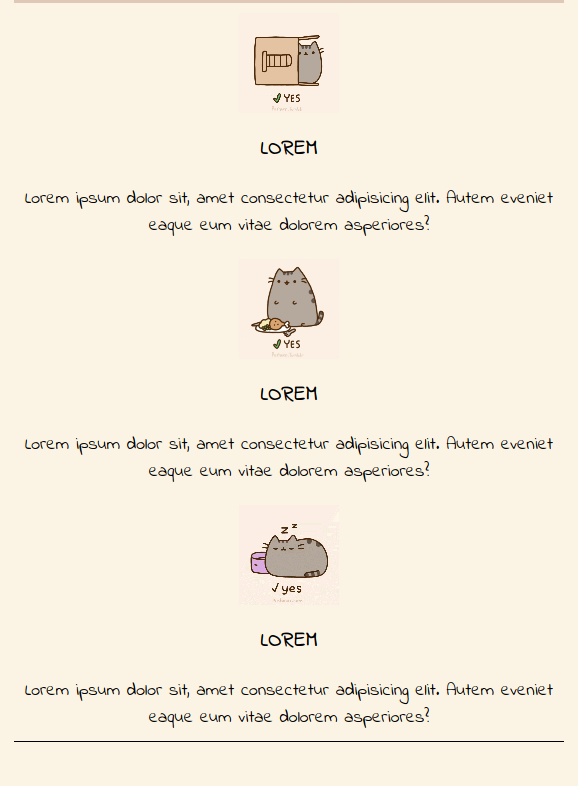 ✓ YES
LOREM
Lorem ipsum dolor sit, amet consectetur adipisicing elit. Autem eveniet
eaque eum vitae dolorem asperiores?
✓ YES
LOREM
Lorem ipsum dolor sit, amet consectetur adipisicing elit. Autem eveniet
eaque eum vitae dolorem asperiores?
z z
✓ yes
LOREM
Lorem ipsum dolor sit, amet consectetur adipisicing elit. Autem eveniet
eaque eum vitae dolorem asperiores?